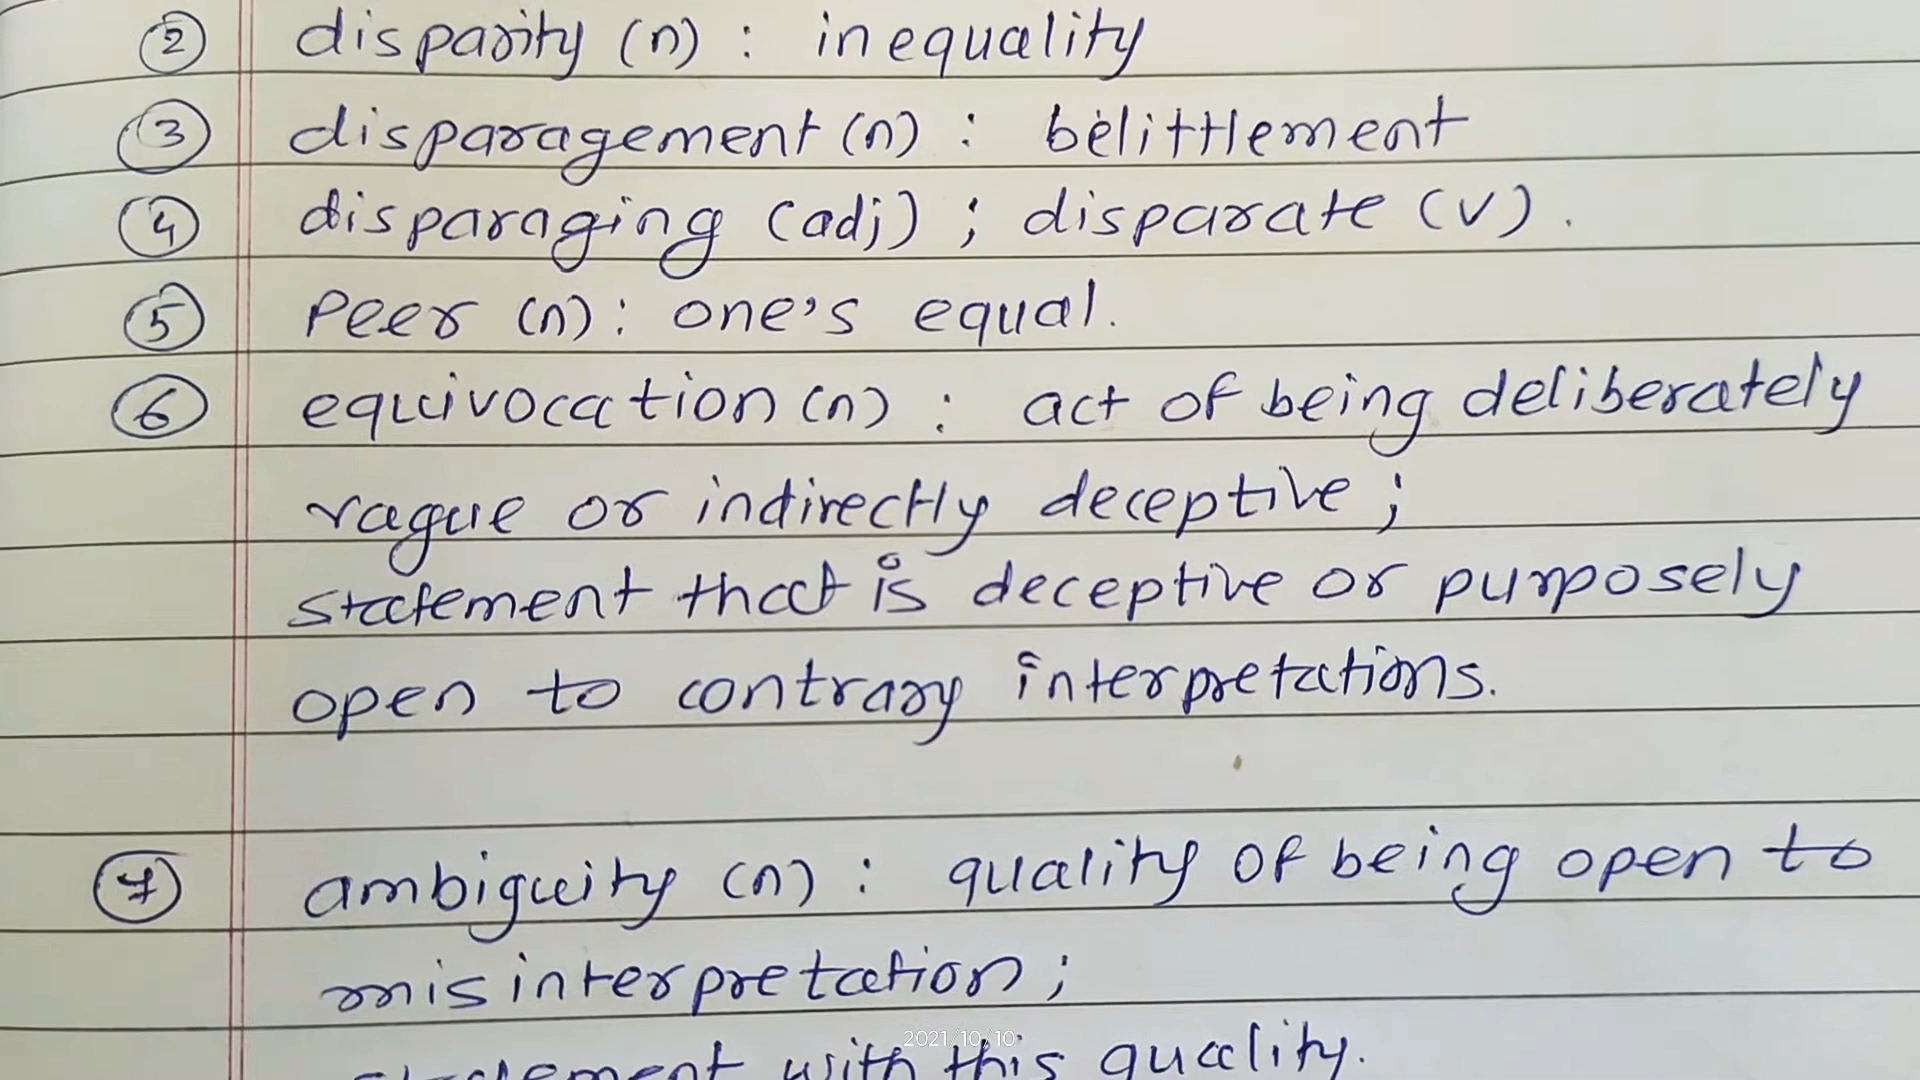 ② disparity (n) : inequality
③ disparagement (n) : belittlement
④ disparaging (adj) ; disparate (v) .
⑤ Peer (n) : one's equal.
⑥ equivocation (n) : act of being deliberately
vague or indirectly deceptive ;
statement that is deceptive or purposely
open to contrary interpretations.
⑦ ambiguity (n) : quality of being open to
misinterpretation ;
2021/10/10
statement with this quality.